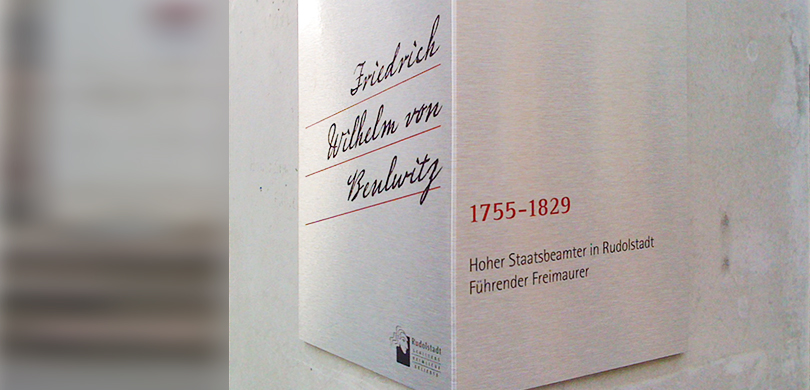 Friedrich
Wilhelm von
Beulwitz
1755-1829
Hoher Staatsbeamter in Rudolstadt
Führender Freimaurer
Rudolstadt